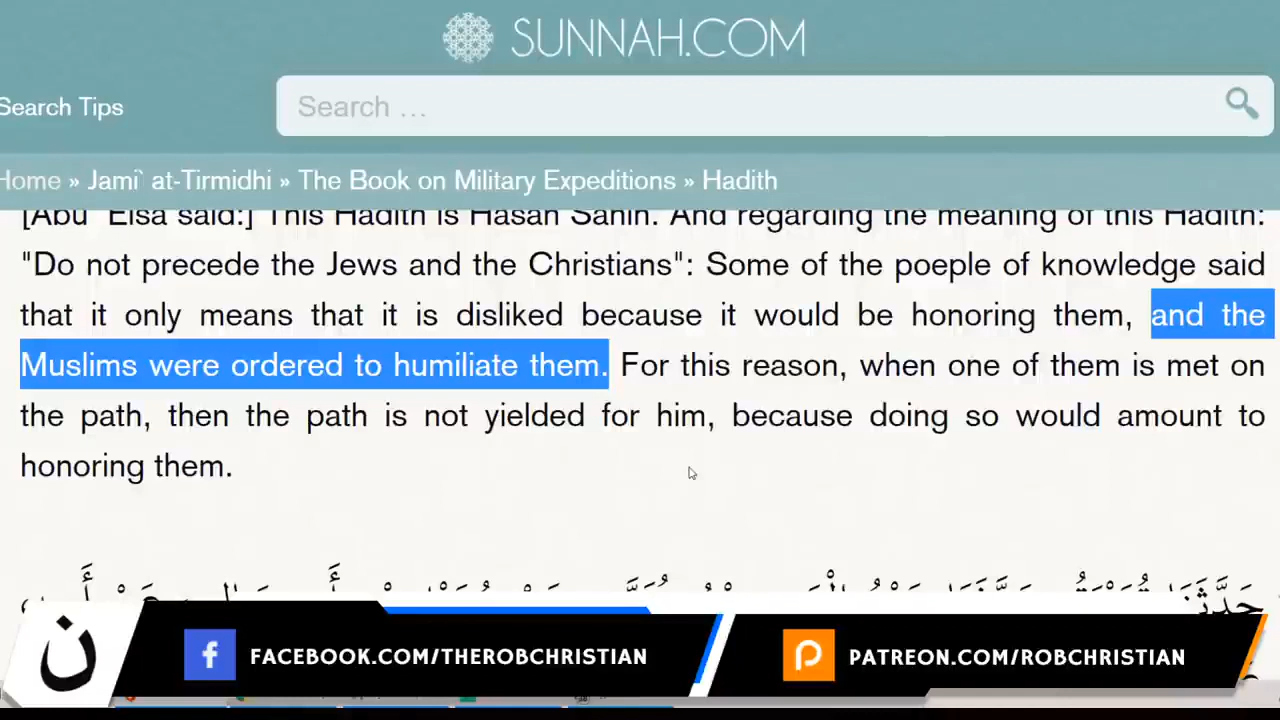 SUNNAH.COM
Search Tips
Search ...
Home » Jami` at-Tirmidhi » The Book on Military Expeditions » Hadith
[Abu `Eisa said:] This Hadith is Hasan Sahih. And regarding the meaning of this Hadith:
"Do not precede the Jews and the Christians": Some of the poeple of knowledge said
that it only means that it is disliked because it would be honoring them, and the
Muslims were ordered to humiliate them. For this reason, when one of them is met on
the path, then the path is not yielded for him, because doing so would amount to
honoring them.
ن
f
FACEBOOK.COM/THEROBCHRISTIAN
PATREON.COM/ROBCHRISTIAN